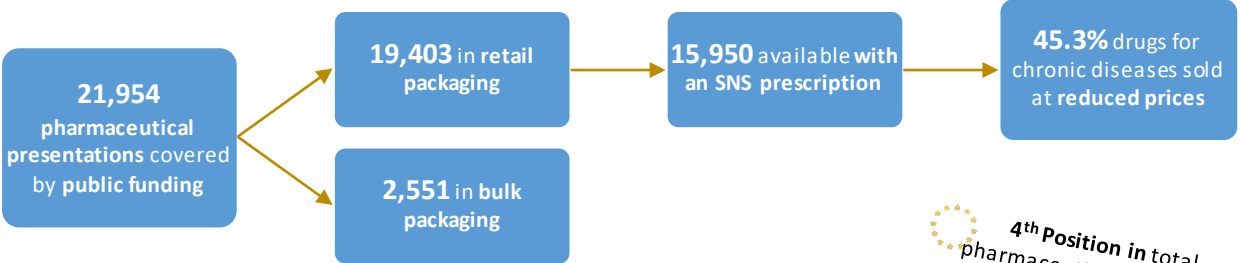 21,954
pharmaceutical
presentations covered
by public funding
19,403 in retail
packaging
2,551 in bulk
packaging
15,950 available with
an SNS prescription
45.3% drugs for
chronic diseases sold
at reduced prices
4th Position in total